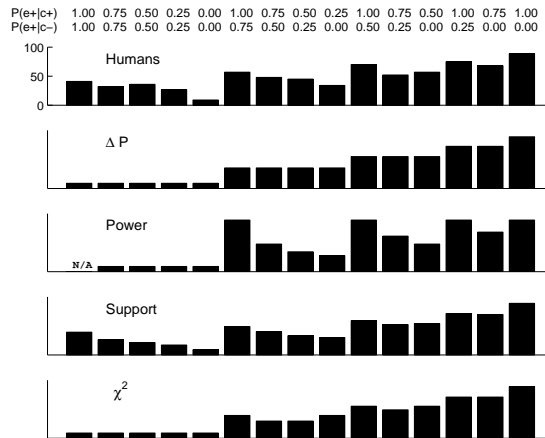 P(e+|c+) 1.00 0.75 0.50 0.25 0.00 1.00 0.75 0.50 0.25 1.00 0.75 0.50 1.00 0.75 1.00
P(e+|c−) 1.00 0.75 0.50 0.25 0.00 0.75 0.50 0.25 0.00 0.50 0.25 0.00 0.25 0.00 0.00
100
Humans
50
0
Δ P
Power
N/A
Support
χ²